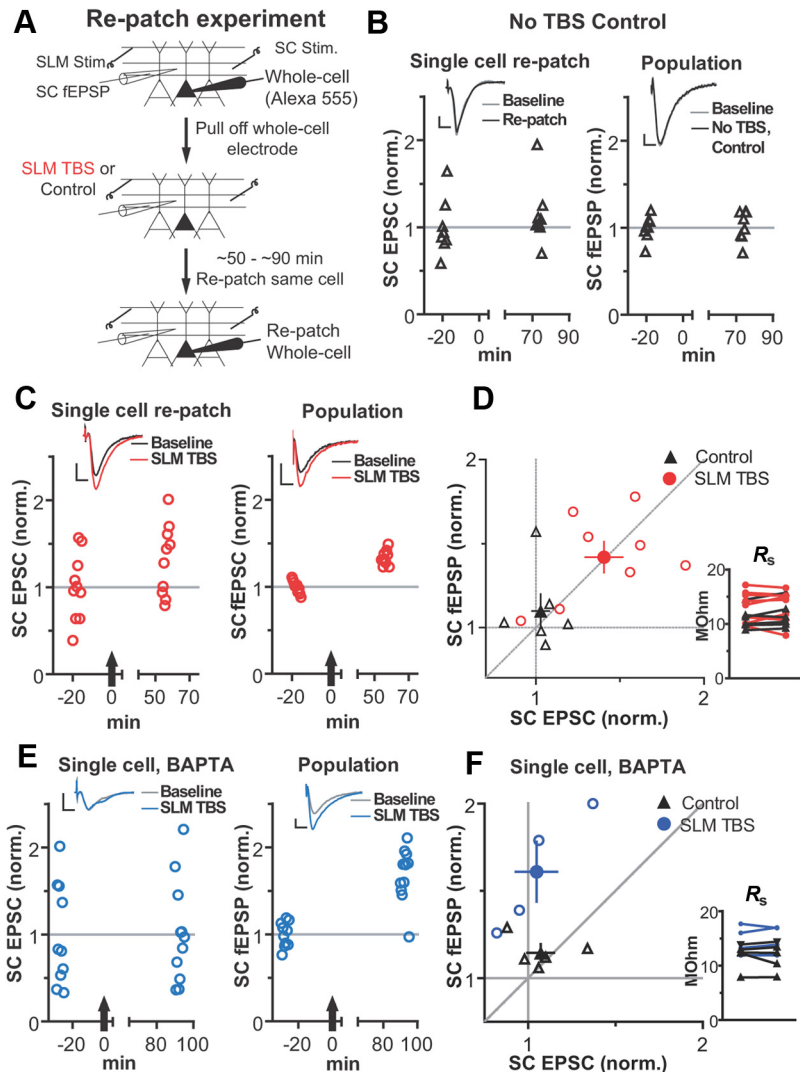 A
Re-patch experiment
SLM Stim.
SC Stim.
SC fEPSP
Whole-cell
(Alexa 555)
Pull off whole-cell
electrode
SLM TBS or
Control
~50 - ~90 min
Re-patch same cell
Re-patch
Whole-cell
B
No TBS Control
Single cell re-patch
Baseline
Re-patch
SC EPSC (norm.)
2
1
0
-20 0 70 90
min
Population
Baseline
No TBS,
Control
SC fEPSP (norm.)
2
1
0
-20 0 70 90
min
C
Single cell re-patch
Baseline
SLM TBS
SC EPSC (norm.)
2
1
0
-20 0 50 70
min
Population
Baseline
SLM TBS
SC fEPSP (norm.)
2
1
0
-20 0 50 70
min
D
Control
SLM TBS
SC fEPSP (norm.)
2
1
1 2
SC EPSC (norm.)
Rs
MOhm
20
10
0
E
Single cell, BAPTA
Baseline
SLM TBS
SC EPSC (norm.)
2
1
0
-20 0 80 100
min
Population
Baseline
SLM TBS
SC fEPSP (norm.)
2
1
0
-20 0 80 100
min
F
Single cell, BAPTA
Control
SLM TBS
SC fEPSP (norm.)
2
1
1 2
SC EPSC (norm.)
Rs
MOhm
20
10
0